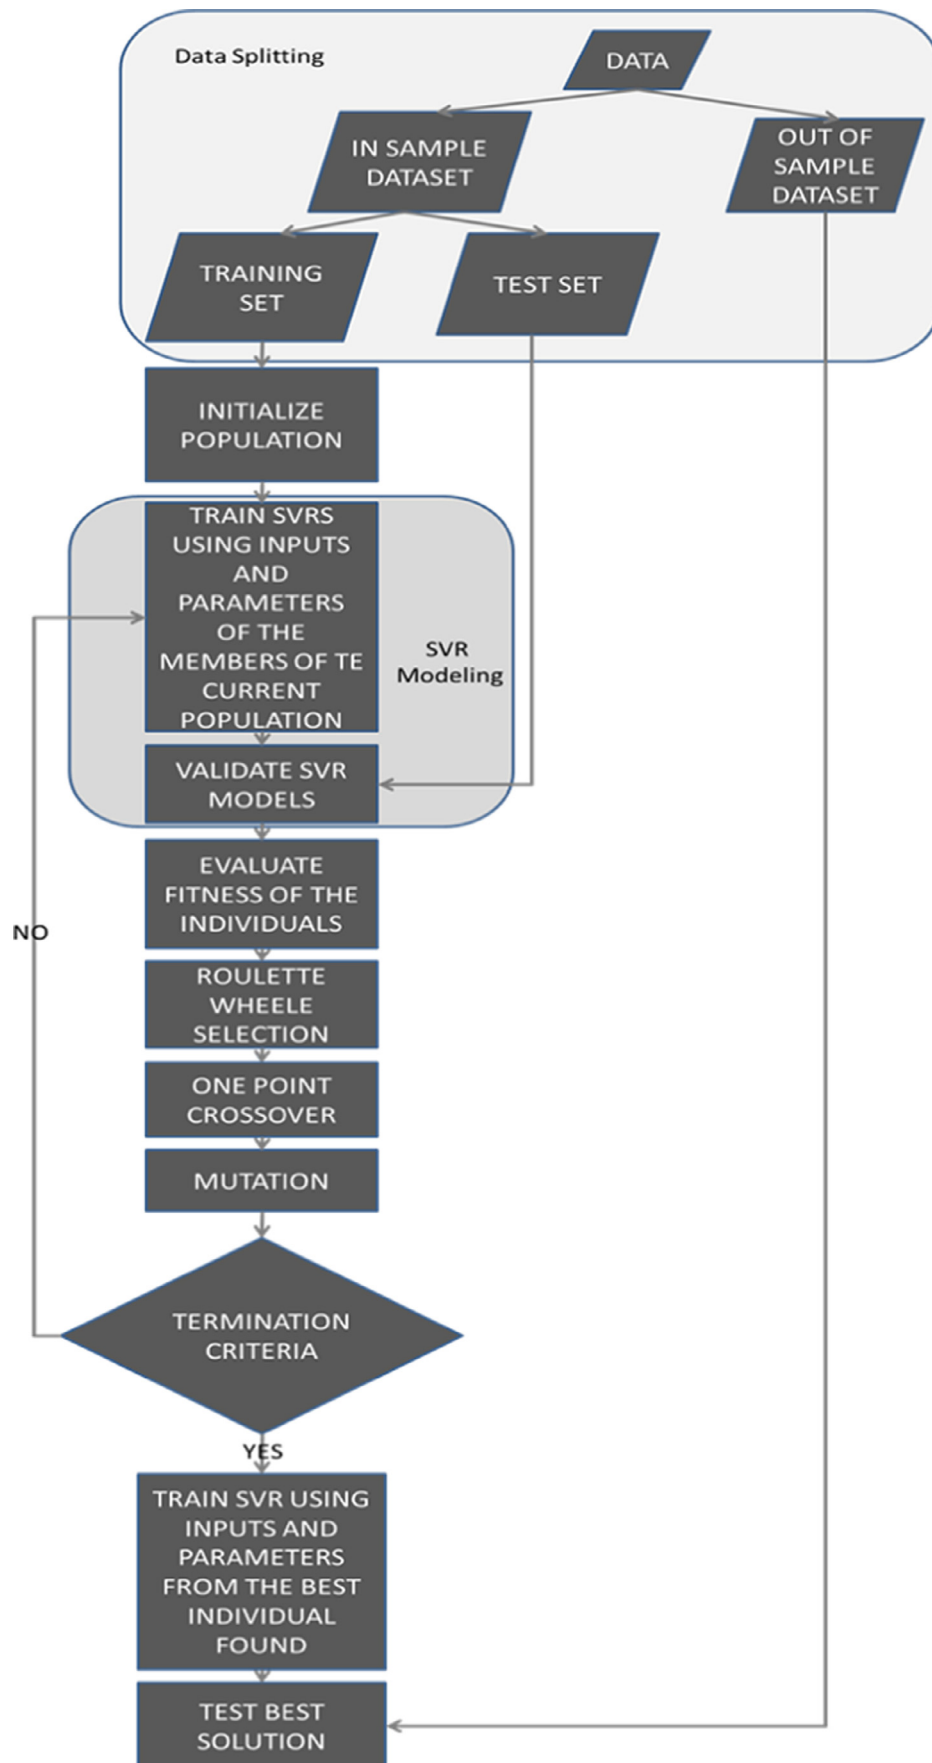 Data Splitting
DATA
IN SAMPLE
DATASET
OUT OF
SAMPLE
DATASET
TRAINING
SET
TEST SET
INITIALIZE
POPULATION
TRAIN SVRS
USING INPUTS
AND
PARAMETERS
OF THE
MEMBERS OF TE
CURRENT
POPULATION
SVR
Modeling
VALIDATE SVR
MODELS
EVALUATE
FITNESS OF THE
INDIVIDUALS
NO
ROULETTE
WHEELE
SELECTION
ONE POINT
CROSSOVER
MUTATION
TERMINATION
CRITERIA
YES
TRAIN SVR USING
INPUTS AND
PARAMETERS
FROM THE BEST
INDIVIDUAL
FOUND
TEST BEST
SOLUTION